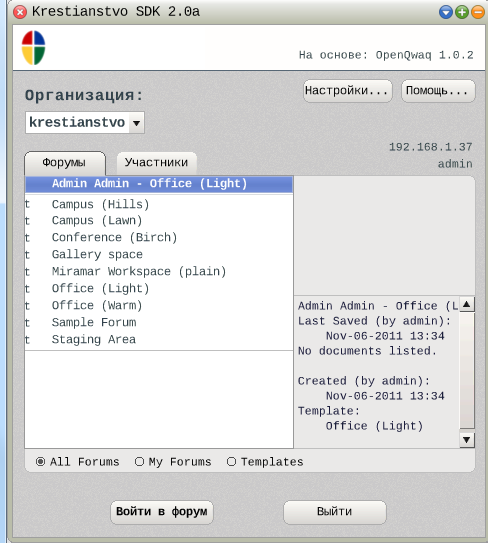 Krestianstvo SDK 2.0a
На основе: OpenQwaq 1.0.2
Организация:
Настройки...
Помощь...
krestianstvo
192.168.1.37
admin
Форумы
Участники
Admin Admin - Office (Light)
t Campus (Hills)
t Campus (Lawn)
t Conference (Birch)
t Gallery space
t Miramar Workspace (plain)
t Office (Light)
t Office (Warm)
t Sample Forum
t Staging Area
Admin Admin - Office (L
Last Saved (by admin):
Nov-06-2011 13:34
No documents listed.
Created (by admin):
Nov-06-2011 13:34
Template:
Office (Light)
All Forums
My Forums
Templates
Войти в форум
Выйти